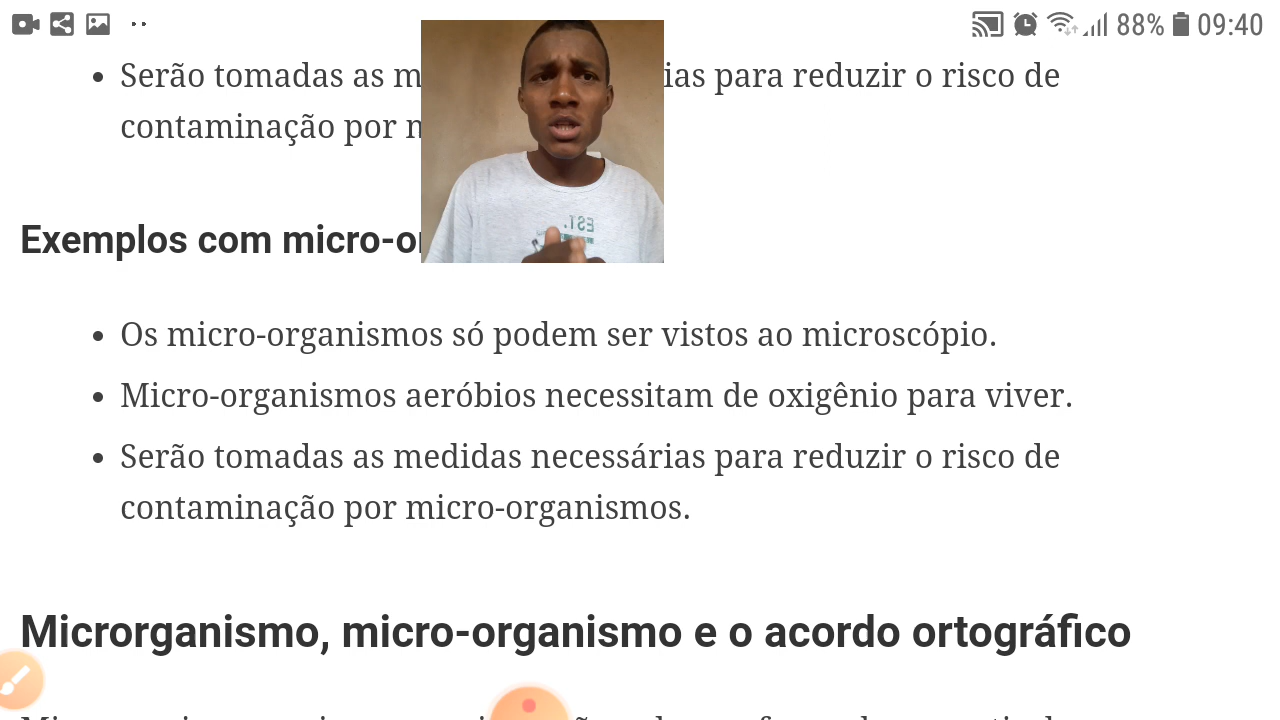 88% 09:40
Serão tomadas as para reduzir o risco de
contaminação por
Exemplos com
Os micro-organismos só podem ser vistos ao microscópio.
Micro-organismos aeróbios necessitam de oxigênio para viver.
Serão tomadas as medidas necessárias para reduzir o risco de
contaminação por micro-organismos.
Microrganismo, micro-organismo e o acordo ortográfico
EST.